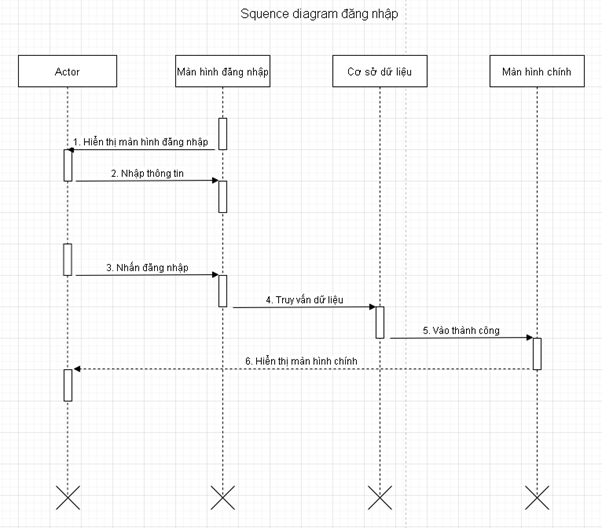 Squence diagram đăng nhập
Actor
Màn hình đăng nhập
Cơ sở dữ liệu
Màn hình chính
1. Hiển thị màn hình đăng nhập
2. Nhập thông tin
3. Nhấn đăng nhập
4. Truy vấn dữ liệu
5. Vào thành công
6. Hiển thị màn hình chính